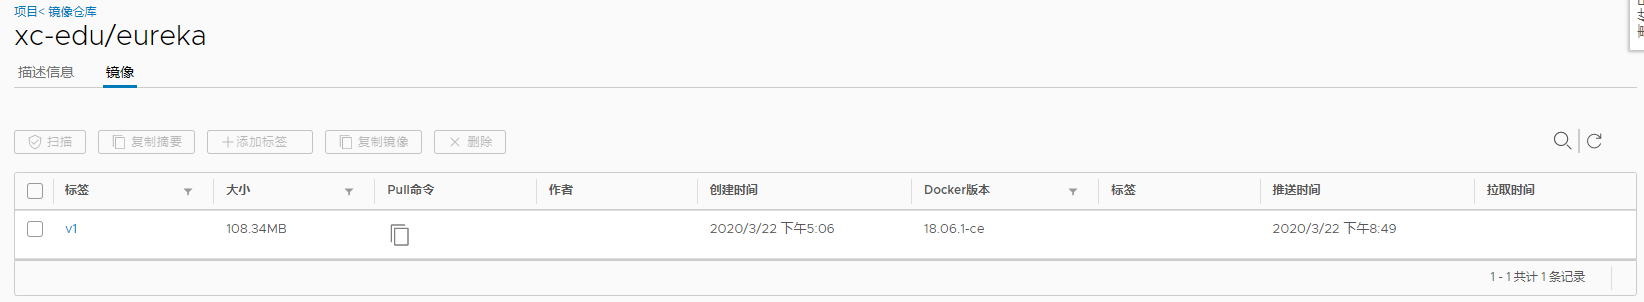 项目< 镜像仓库
xc-edu/eureka
描述信息 镜像
扫描 复制摘要 +添加标签 复制镜像 × 删除
标签 大小 Pull命令 作者 创建时间 Docker版本 标签 推送时间 拉取时间
v1 108.34MB 2020/3/22 下午5:06 18.06.1-ce 2020/3/22 下午8:49
1 - 1 共计 1 条记录